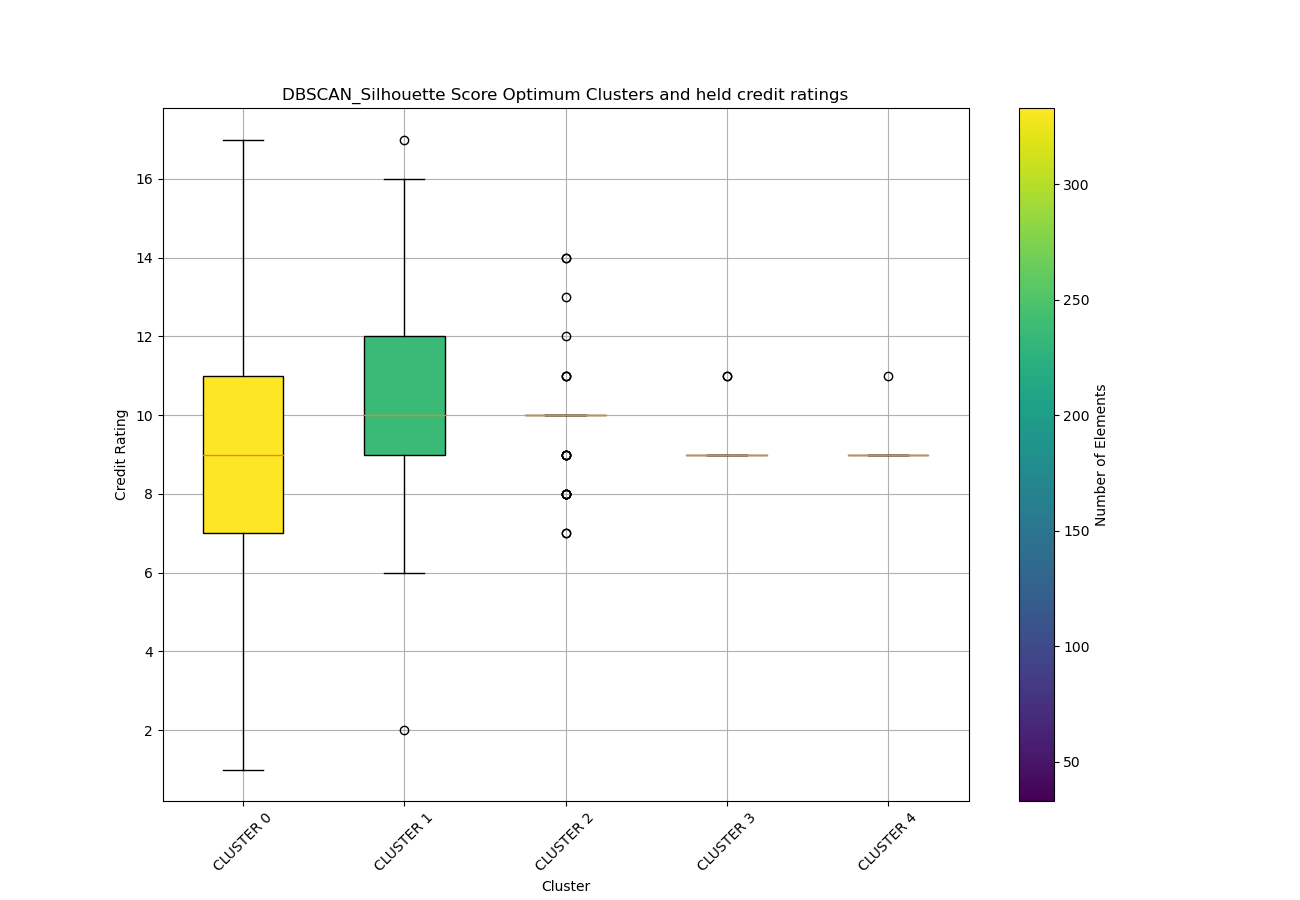 DBSCAN_Silhouette Score Optimum Clusters and held credit ratings
16
14
12
10
8
6
4
2
Credit Rating
CLUSTER 0
CLUSTER 1
CLUSTER 2
CLUSTER 3
CLUSTER 4
Cluster
300
250
200
150
100
50
Number of Elements